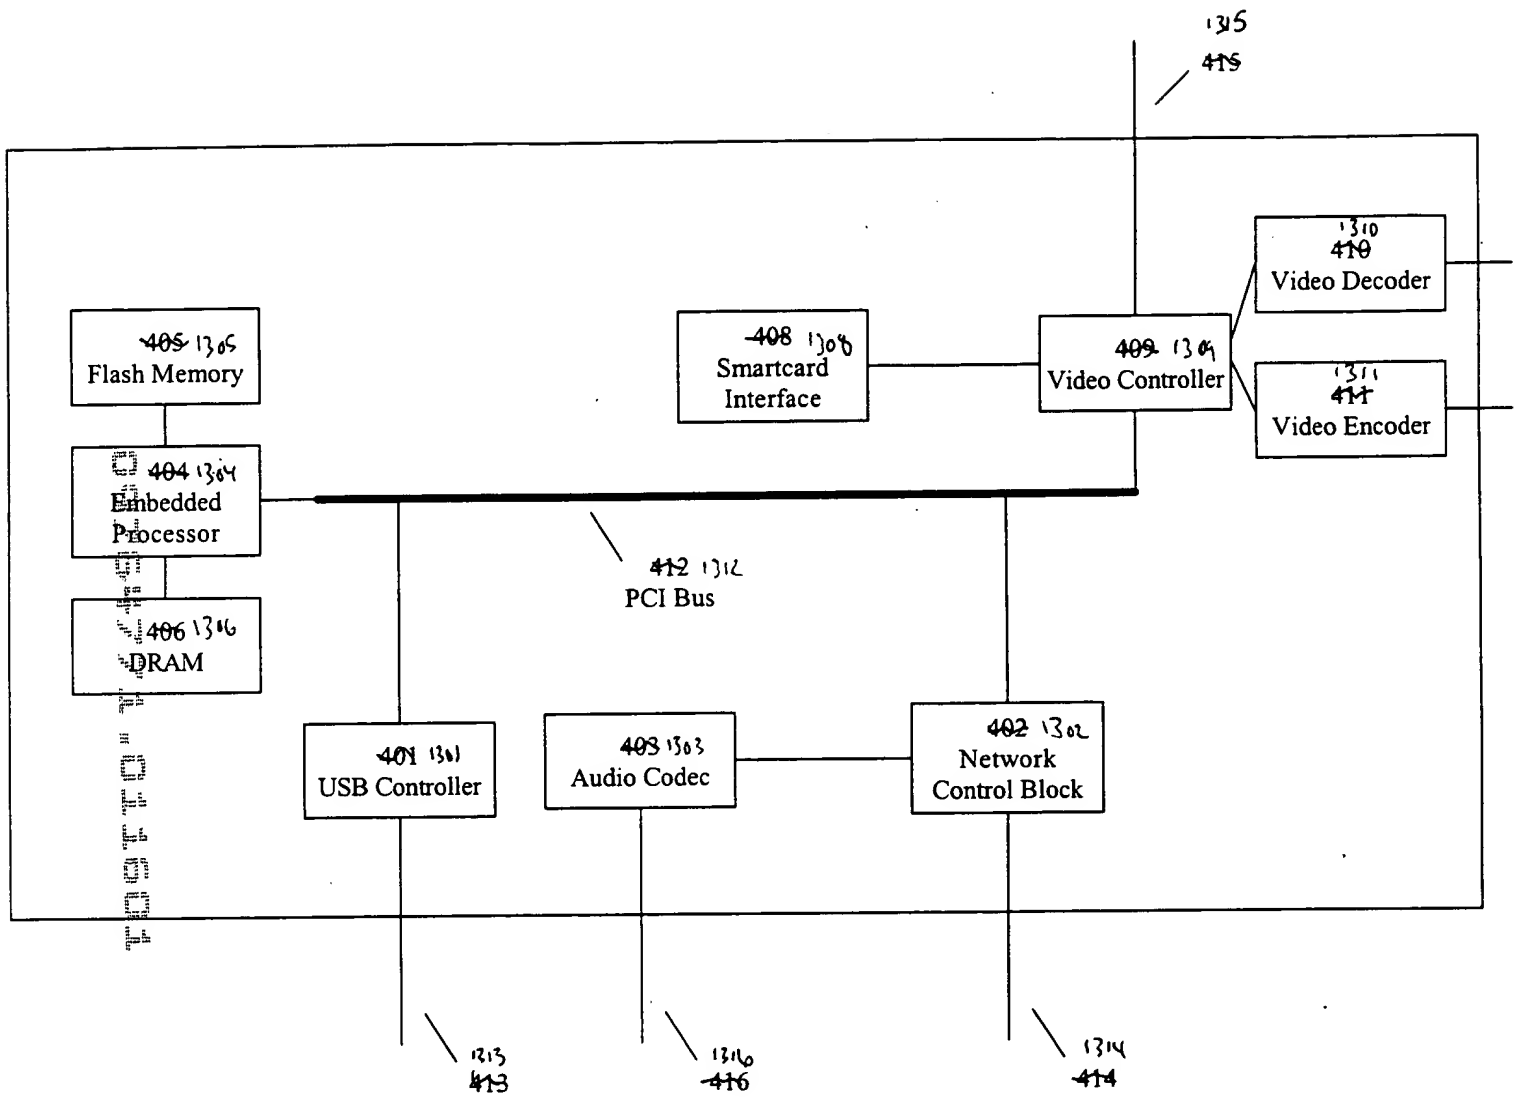 1315
415
1310
410
Video Decoder
405 1305
Flash Memory
408 1308
Smartcard
Interface
409 1309
Video Controller
1311
411
Video Encoder
404 1304
Embedded
Processor
412 1312
PCI Bus
406 1306
DRAM
401 1301
USB Controller
403 1303
Audio Codec
402 1302
Network
Control Block
1313
413
1316
416
1314
414